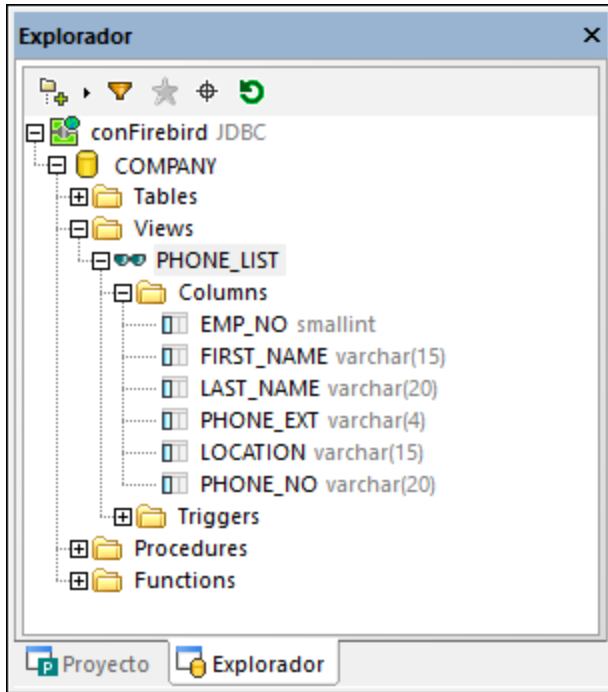 Explorador
conFirebird JDBC
COMPANY
Tables
Views
PHONE_LIST
Columns
EMP_NO smallint
FIRST_NAME varchar(15)
LAST_NAME varchar(20)
PHONE_EXT varchar(4)
LOCATION varchar(15)
PHONE_NO varchar(20)
Triggers
Procedures
Functions
Proyecto Explorador